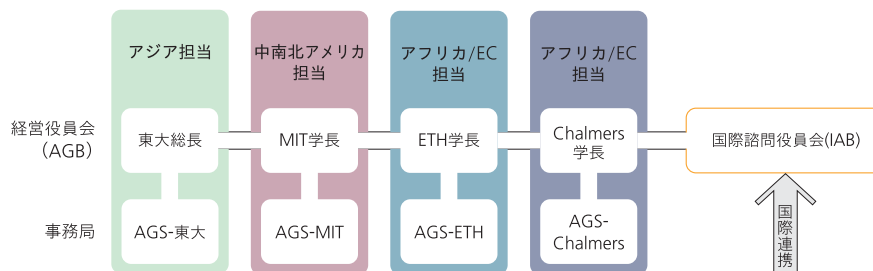 アジア担当
中南北アメリカ
担当
アフリカ/EC
担当
アフリカ/EC
担当
経営役員会
（AGB）
東大総長
MIT学長
ETH学長
Chalmers
学長
国際諮問役員会(IAB)
事務局
AGS-東大
AGS-MIT
AGS-ETH
AGS-
Chalmers
国際連携